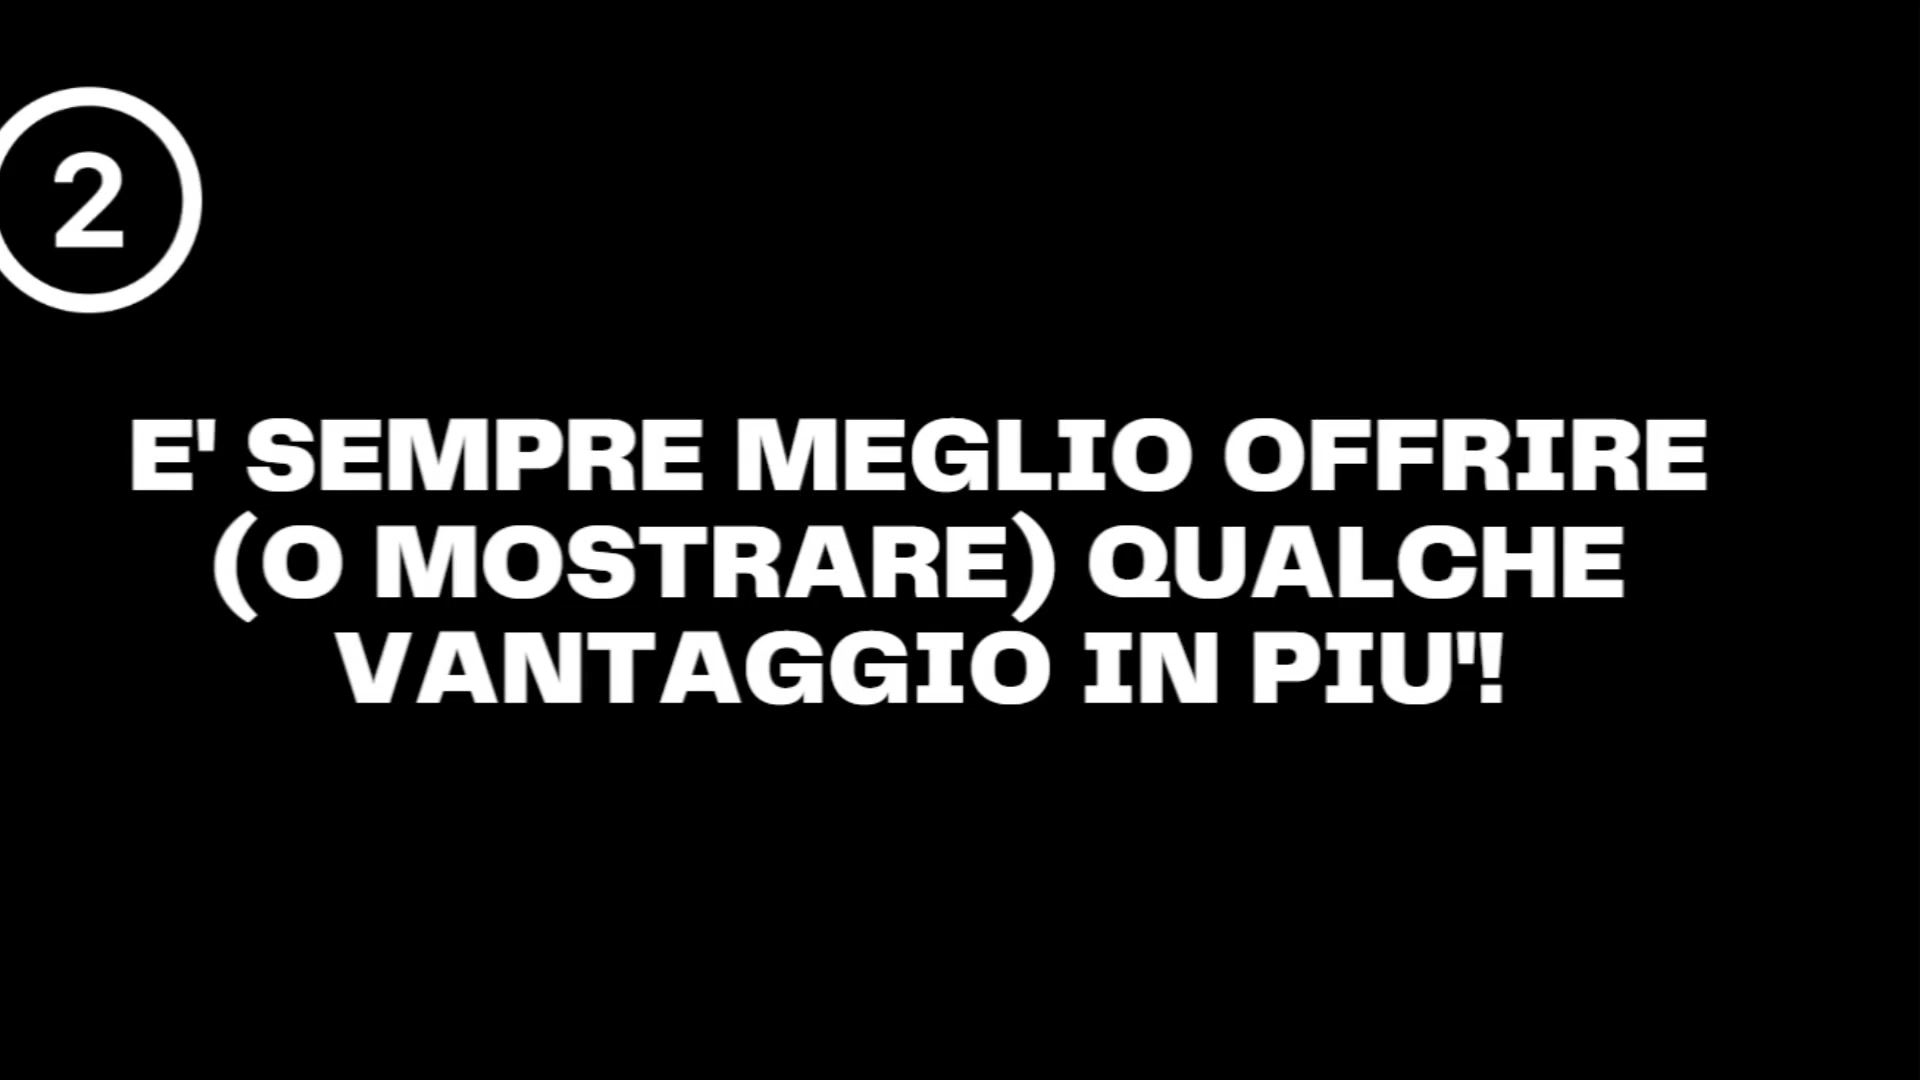 2
E' SEMPRE MEGLIO OFFRIRE
(O MOSTRARE) QUALCHE
VANTAGGIO IN PIU'!